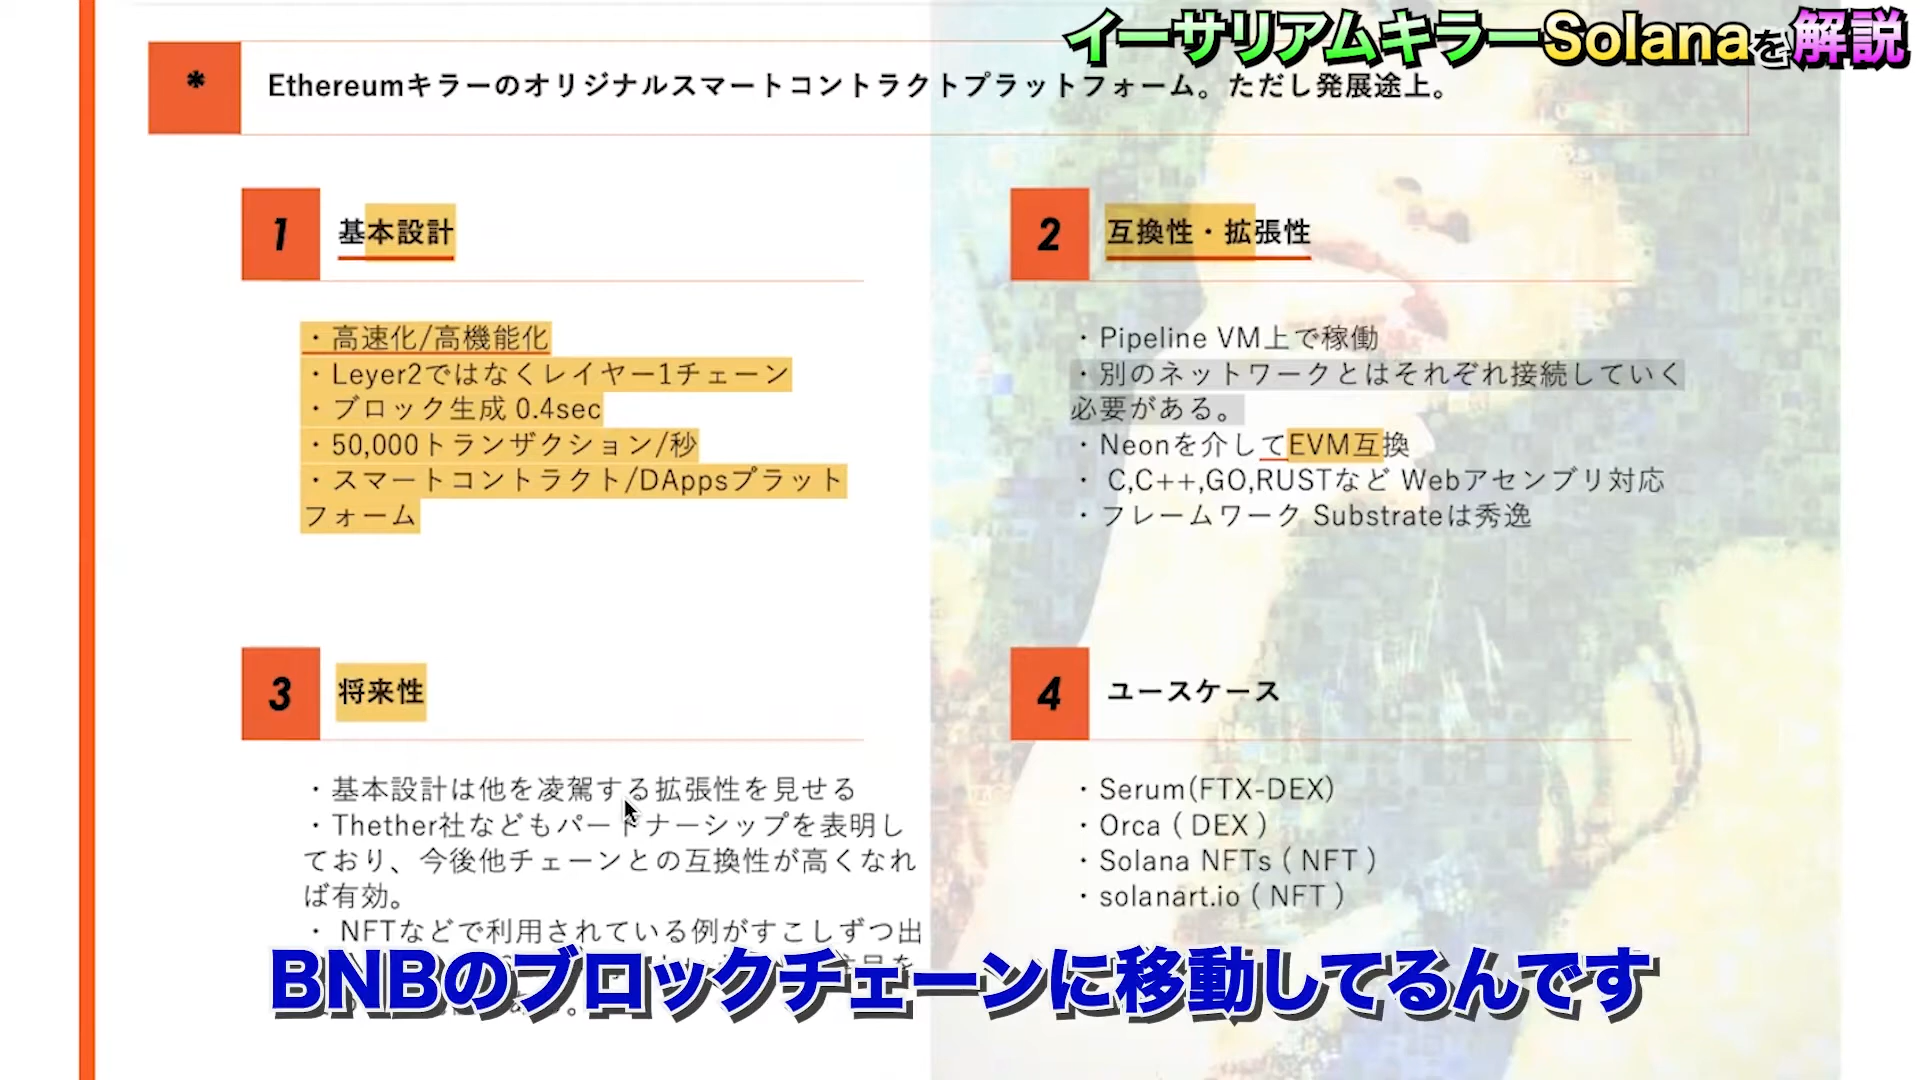 イーサリアムキラーSolanaを解説
* Ethereumキラーのオリジナルスマートコントラクトプラットフォーム。ただし発展途上。
1 基本設計
・高速化/高機能化
・Leyer2ではなくレイヤー1チェーン
・ブロック生成 0.4sec
・50,000トランザクション/秒
・スマートコントラクト/DAppsプラット
フォーム
2 互換性・拡張性
・Pipeline VM上で稼働
・別のネットワークとはそれぞれ接続していく
必要がある。
・Neonを介してEVM互換
・ C,C++,GO,RUSTなど Webアセンブリ対応
・フレームワーク Substrateは秀逸
3 将来性
・基本設計は他を凌駕する拡張性を見せる
・Thether社などもパートナーシップを表明し
ており、今後他チェーンとの互換性が高くなれ
ば有効。
・ NFTなどで利用されている例がすこしずつ出
4 ユースケース
・Serum(FTX-DEX)
・Orca ( DEX )
・Solana NFTs ( NFT )
・solanart.io ( NFT )
BNBのブロックチェーンに移動してるんです